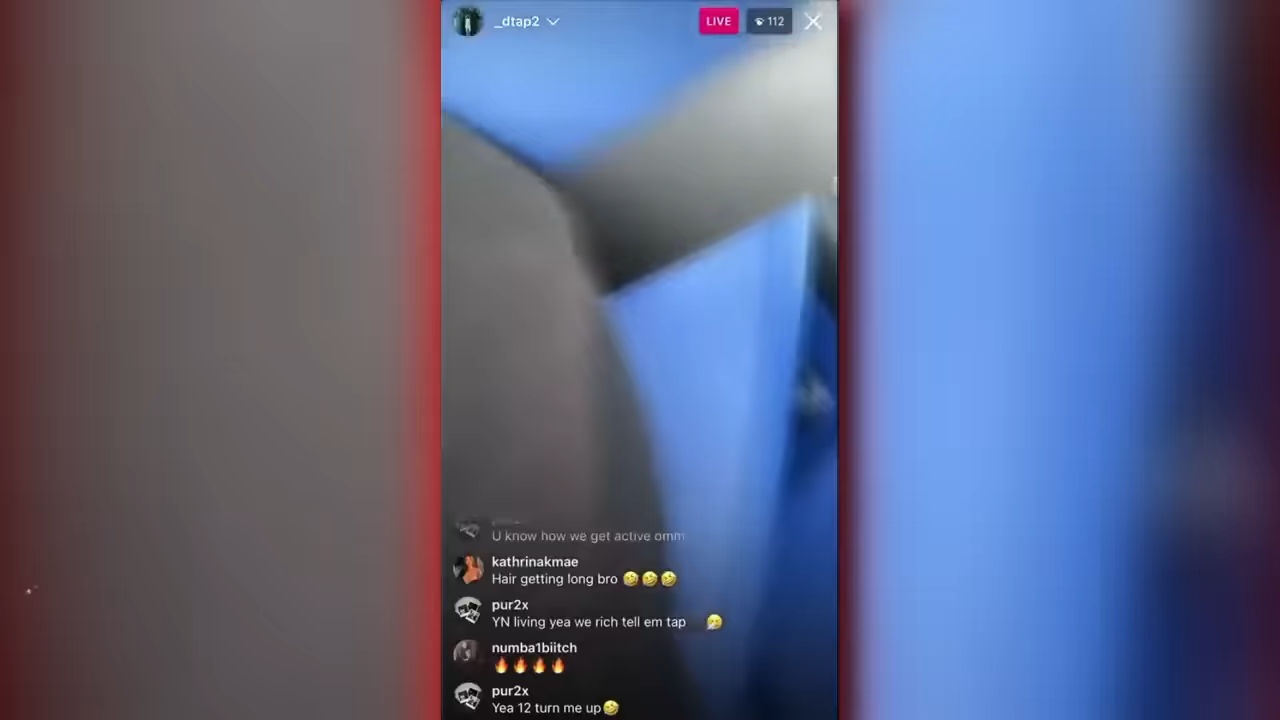 _dtap2
LIVE
112
U know how we get active omm
kathrinakmae
Hair getting long bro 🤣🤣🤣
pur2x
YN living yea we rich tell em tap
numba1biitch
🔥🔥🔥🔥
pur2x
Yea 12 turn me up🤣